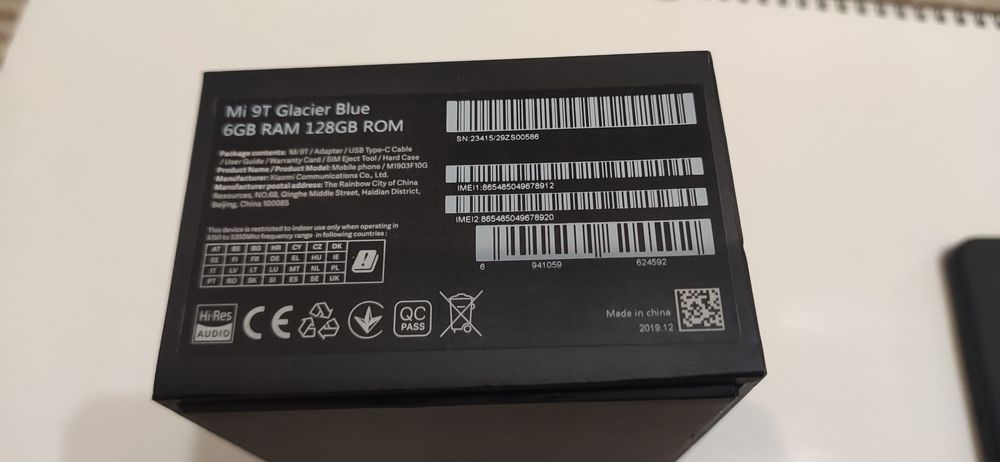 Mi 9T Glacier Blue
6GB RAM 128GB ROM
Package contents: Mi 9T / Adapter / USB Type-C Cable
/ User Guide / Warranty Card / SIM Eject Tool / Hard Case
Product Name / Product Model: Mobile phone / M1903F10G
Manufacturer: Xiaomi Communications Co., Ltd.
Manufacturer postal address: The Rainbow City of China
Resources, NO.68, Qinghe Middle Street, Haidian District,
Beijing, China 100085
This device is restricted to indoor use only when operating in
5150 to 5350Mhz frequency range in following countries :
AT BE BG HR CY CZ DK
EE FI FR DE EL HU IE
IT LV LT LU MT NL PL
PT RO SK SI ES SE UK
Hi-Res
AUDIO
CE
QC
PASS
SN:23415/29ZS00586
IMEI1:865485049678912
IMEI2:865485049678920
6 941059 624592
Made in china
2019.12